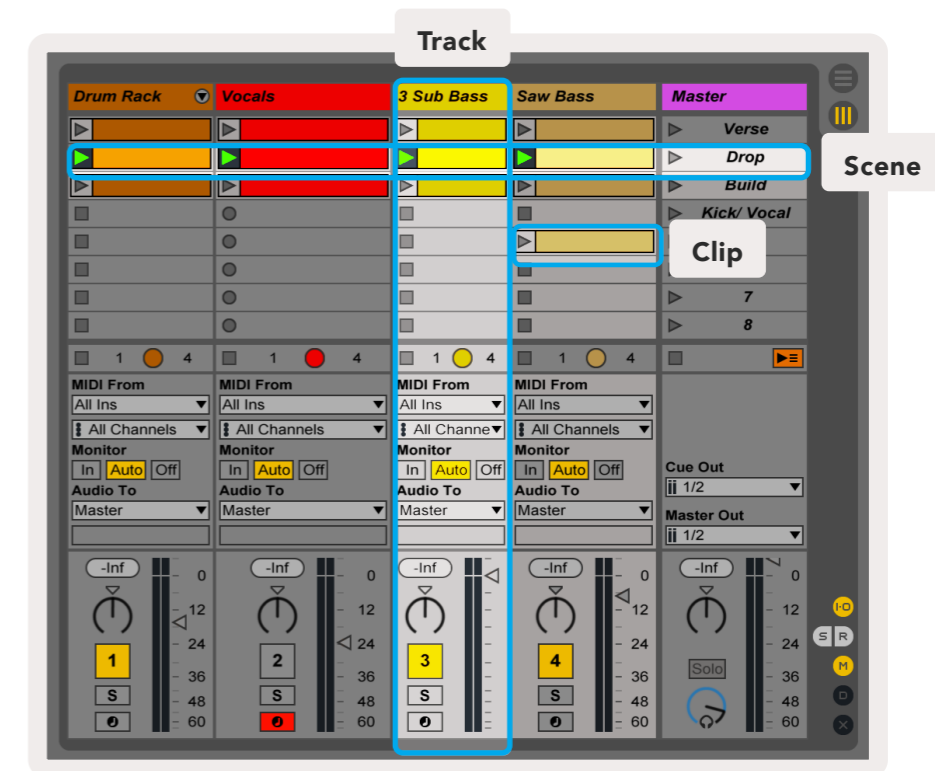 Track
Drum Rack Vocals 3 Sub Bass Saw Bass Master
Verse
Drop
Scene
Build
Kick/ Vocal
Clip
7
8
1 4 1 4 1 4 1 4
MIDI From MIDI From MIDI From MIDI From
All Ins All Ins All Ins All Ins
All Channels All Channels All Channe All Channels
Monitor Monitor Monitor Monitor
In Auto Off In Auto Off In Auto Off In Auto Off
Cue Out
Audio To Audio To Audio To Audio To
1/2
Master Master Master Master
Master Out
1/2
-Inf -Inf -Inf -Inf -Inf
0 0 0 0
12 12 12 12
I·O
24 24 24 24
S R
1 2 3 4 Solo
M
36 36 36 36
S S S S
48 48 48 48
D
60 60 60 60
X